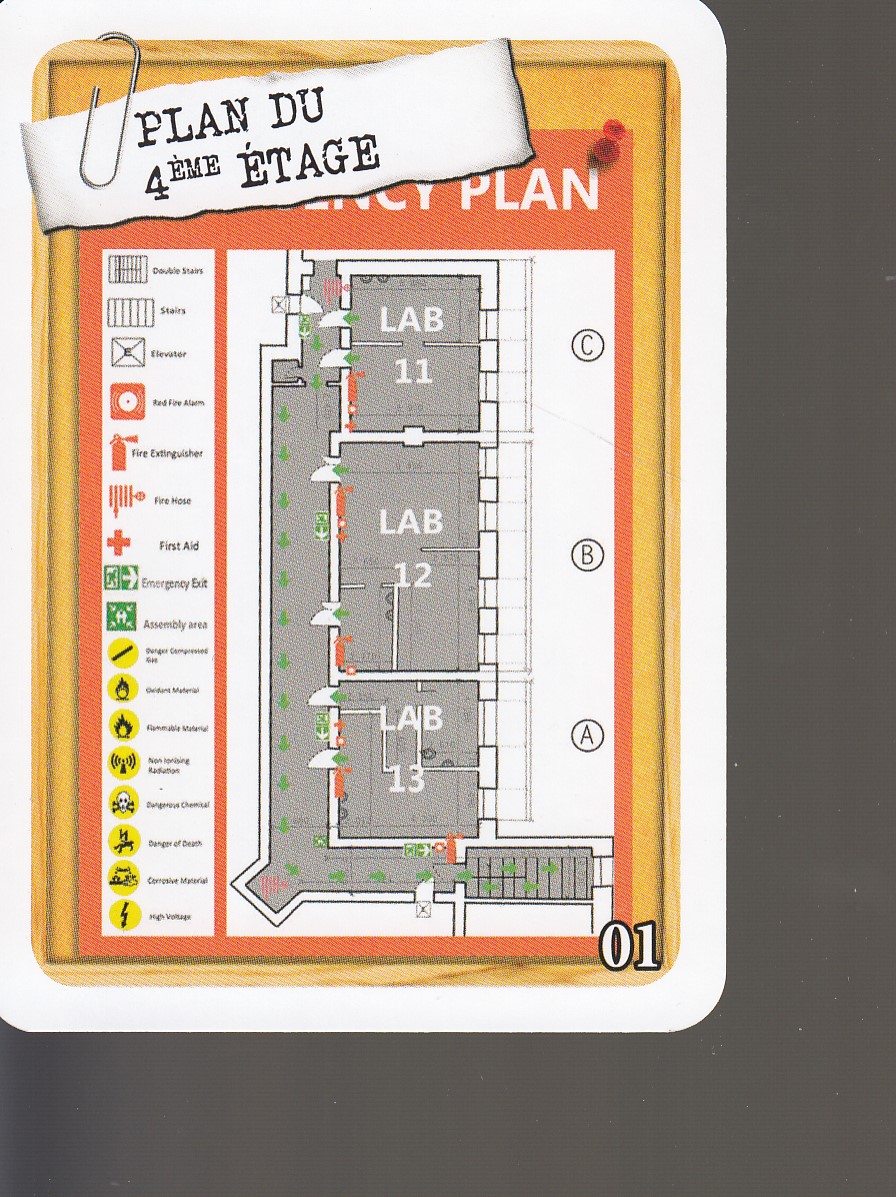 PLAN DU
4ÈME ÉTAGE
ENCY PLAN
Double Stairs
Stairs
E
Elevator
Red Fire Alarm
Fire Extinguisher
Fire Hose
First Aid
Emergency Exit
Assembly area
Danger Compressed
Gas
Oxidant Material
Flammable Material
Non Ionising
Radiation
Dangerous Chemical
Danger of Death
Corrosive Material
High Voltage
LAB
11
C
LAB
12
B
LAB
13
A
01